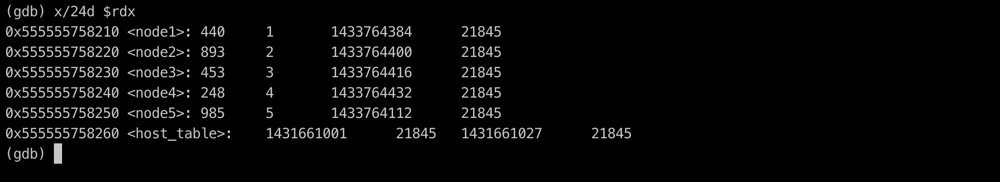 (gdb) x/24d $rdx
0x555555758210 <node1>: 440     1       1433764384      21845
0x555555758220 <node2>: 893     2       1433764400      21845
0x555555758230 <node3>: 453     3       1433764416      21845
0x555555758240 <node4>: 248     4       1433764432      21845
0x555555758250 <node5>: 985     5       1433764112      21845
0x555555758260 <host_table>:    1431661001      21845   1431661027      21845
(gdb)